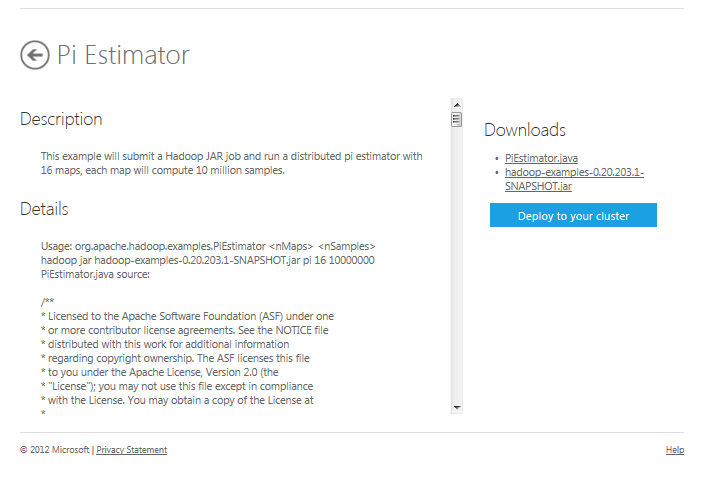 Pi Estimator
Description
This example will submit a Hadoop JAR job and run a distributed pi estimator with
16 maps, each map will compute 10 million samples.
Details
Usage: org.apache.hadoop.examples.PiEstimator <nMaps> <nSamples>
hadoop jar hadoop-examples-0.20.203.1-SNAPSHOT.jar pi 16 10000000
PiEstimator.java source:
/**
* Licensed to the Apache Software Foundation (ASF) under one
* or more contributor license agreements. See the NOTICE file
* distributed with this work for additional information
* regarding copyright ownership. The ASF licenses this file
* to you under the Apache License, Version 2.0 (the
* "License"); you may not use this file except in compliance
* with the License. You may obtain a copy of the License at
*
Downloads
• PiEstimator.java
• hadoop-examples-0.20.203.1-
SNAPSHOT.jar
Deploy to your cluster
© 2012 Microsoft | Privacy Statement
Help